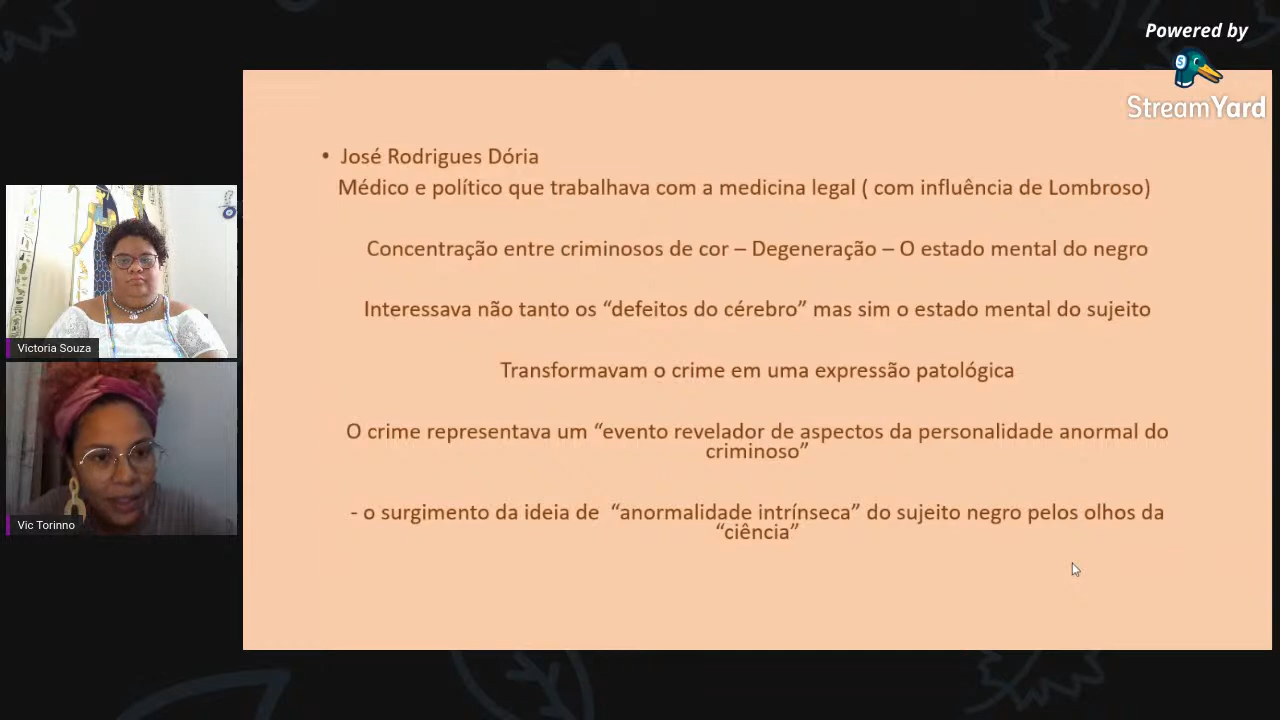 Powered by
StreamYard
• José Rodrigues Dória
Médico e político que trabalhava com a medicina legal ( com influência de Lombroso)
Concentração entre criminosos de cor – Degeneração – O estado mental do negro
Interessava não tanto os “defeitos do cérebro” mas sim o estado mental do sujeito
Transformavam o crime em uma expressão patológica
O crime representava um “evento revelador de aspectos da personalidade anormal do
criminoso”
- o surgimento da ideia de “anormalidade intrínseca” do sujeito negro pelos olhos da
“ciência”
Victoria Souza
Vic Torinno